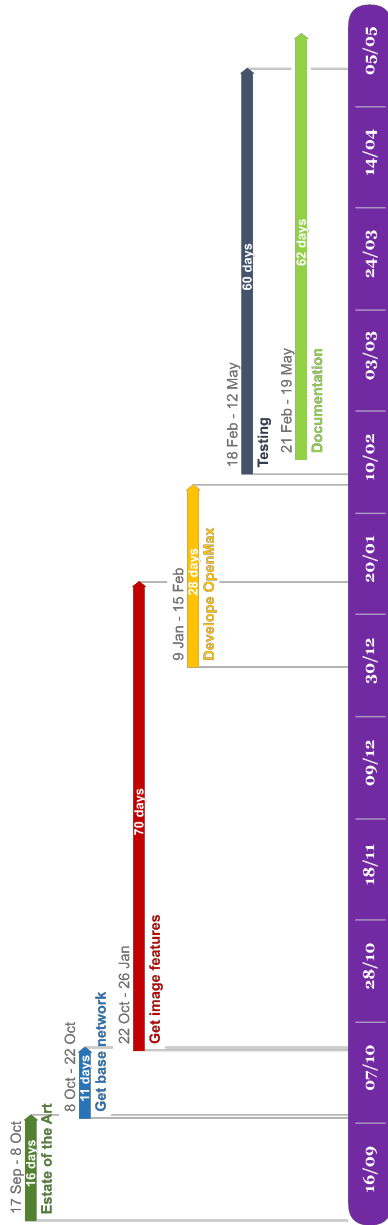 17 Sep - 8 Oct
16 days
Estate of the Art
8 Oct - 22 Oct
11 days
Get base network
22 Oct - 26 Jan
70 days
Get image features
9 Jan - 15 Feb
28 days
Develope OpenMax
18 Feb - 12 May
60 days
Testing
21 Feb - 19 May
62 days
Documentation
16/09 07/10 28/10 18/11 09/12 30/12 20/01 10/02 03/03 24/03 14/04 05/05